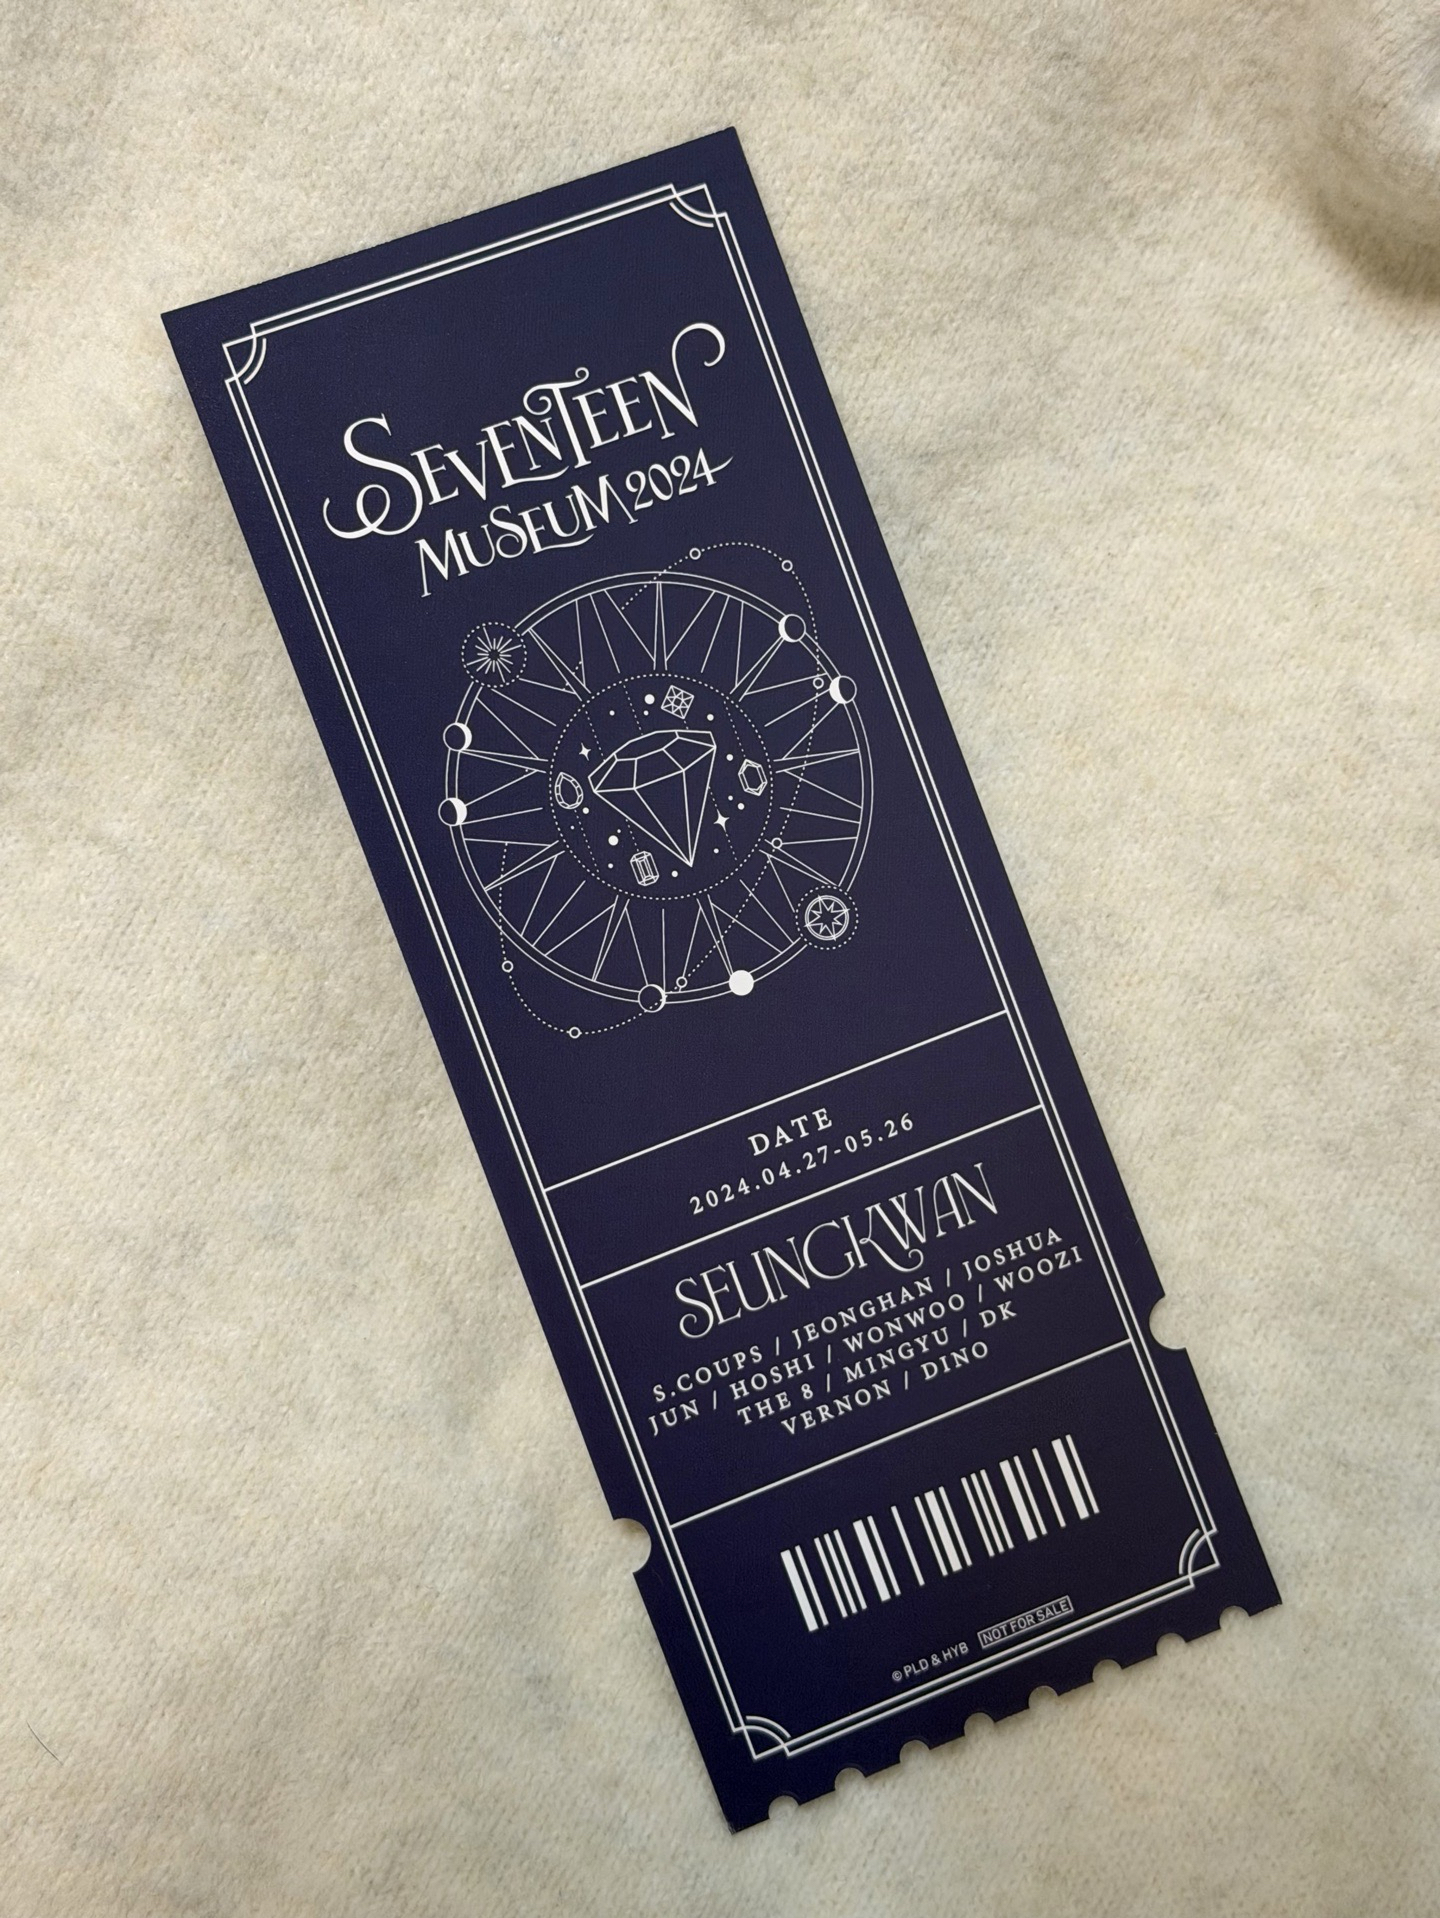 SEVENTEEN
MUSEUM 2024
DATE
2024.04.27-05.26
SEUNGKWAN
S.COUPS / JEONGHAN / JOSHUA
JUN / HOSHI / WONWOO / WOOZI
THE 8 / MINGYU / DK
VERNON / DINO
© PLD & HYB NOT FOR SALE